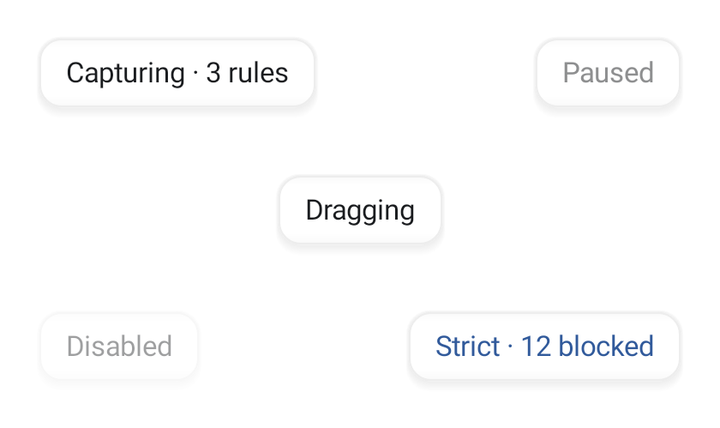 Capturing · 3 rules
Paused
Dragging
Disabled
Strict · 12 blocked